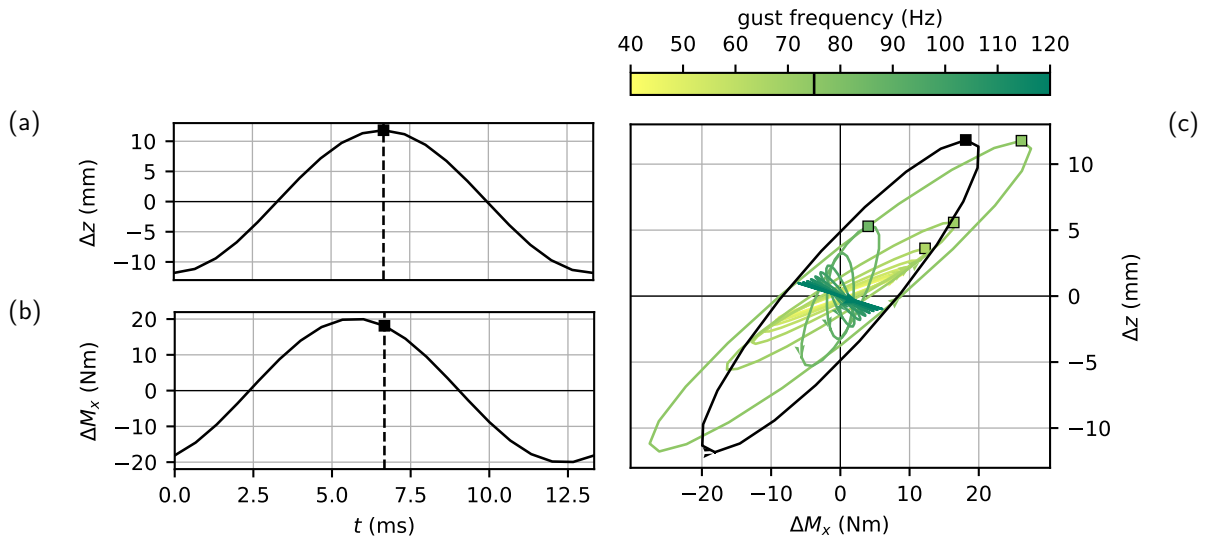 gust frequency (Hz)
40 50 60 70 80 90 100 110 120
(a)
10
5
0
−5
−10
Δz (mm)
(b)
20
10
0
−10
−20
ΔMₓ (Nm)
0.0 2.5 5.0 7.5 10.0 12.5
t (ms)
(c)
10
5
0
−5
−10
Δz (mm)
−20 −10 0 10 20
ΔMₓ (Nm)